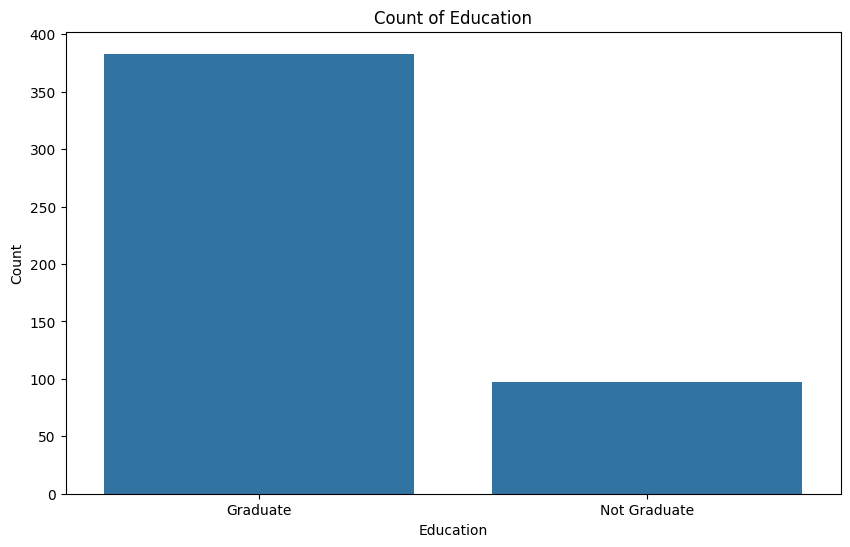 Count of Education
400
350
300
250
200
150
100
50
0
Count
Graduate
Not Graduate
Education